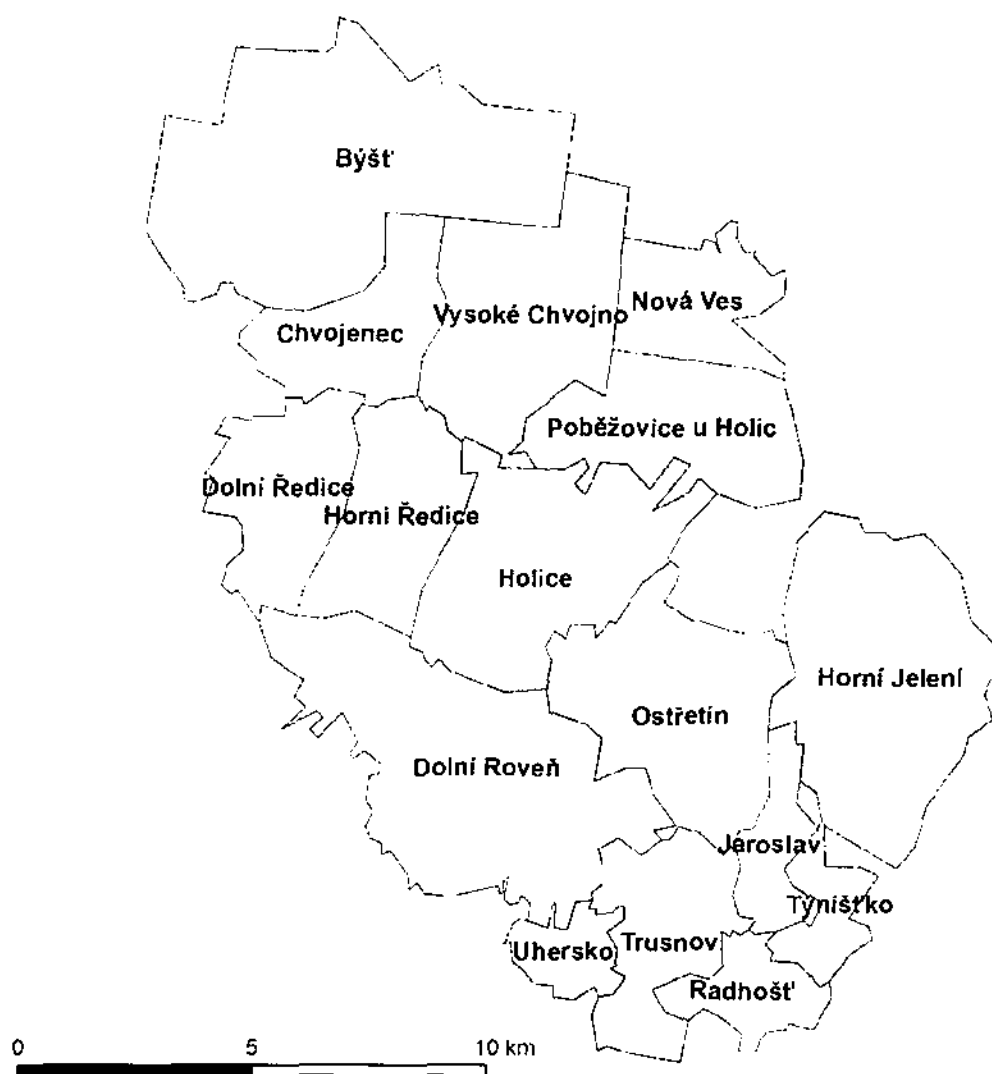 Býšť
Nová Ves
Vysoké Chvojno
Chvojenec
Poběžovice u Holic
Dolní Ředice
Horní Ředice
Holice
Horní Jelení
Ostřetín
Dolní Roveň
Jaroslav
Týnišťko
Trusnov
Uhersko
Radhošť
0 5 10 km